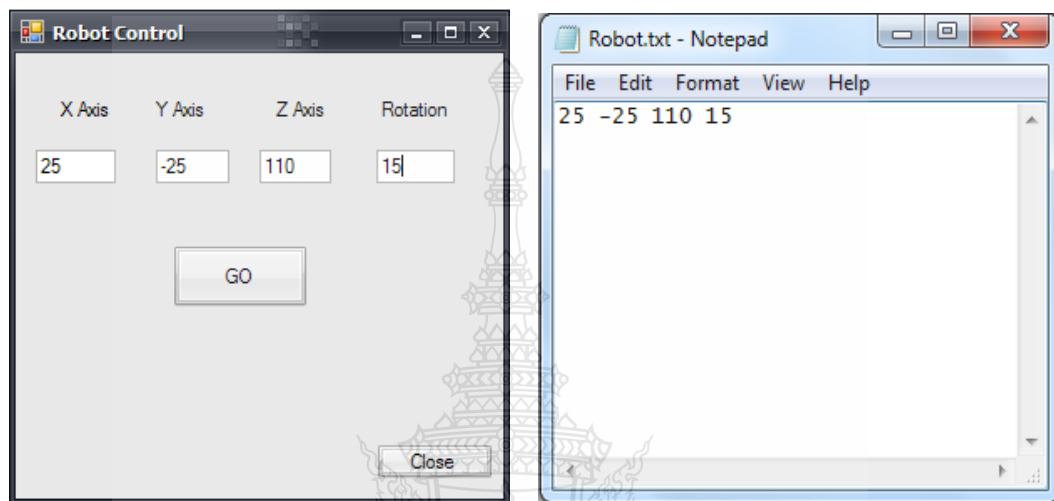 Robot Control
X Axis Y Axis Z Axis Rotation
25 -25 110 15
GO
Close
Robot.txt - Notepad
File Edit Format View Help
25 -25 110 15